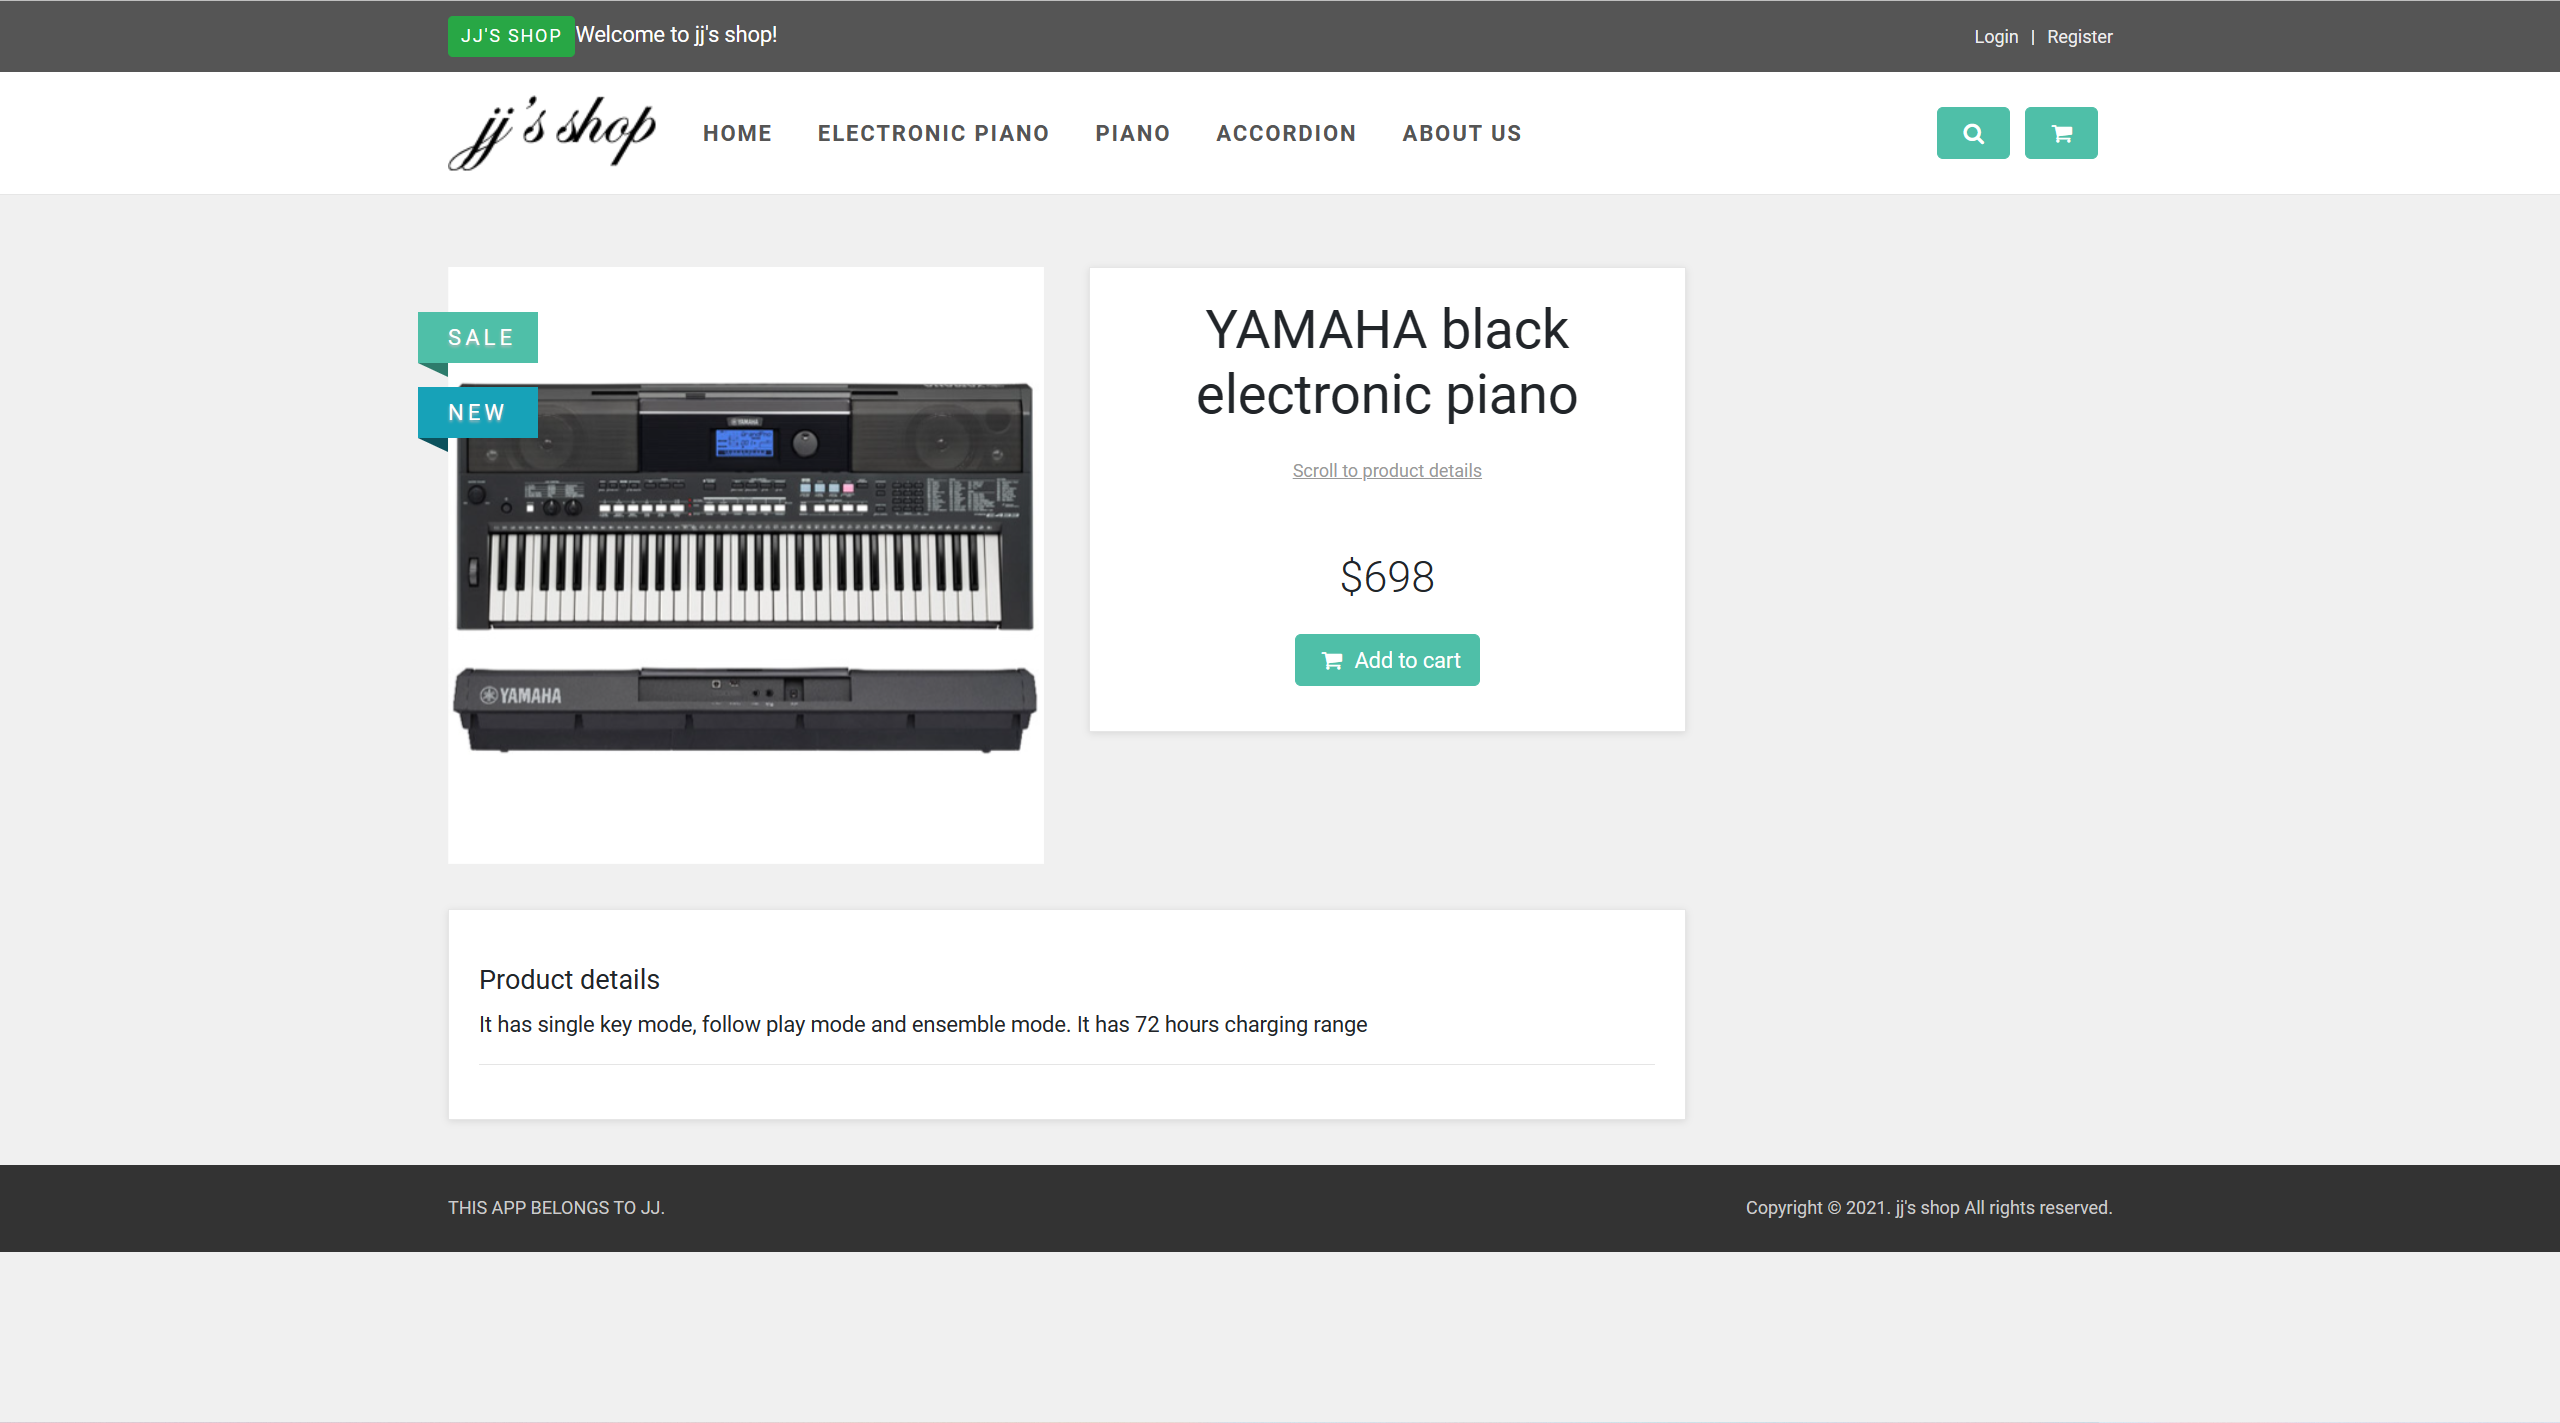 JJ'S SHOP Welcome to jj's shop!
Login | Register
jj's shop
HOME ELECTRONIC PIANO PIANO ACCORDION ABOUT US
SALE
NEW
YAMAHA
YAMAHA
YAMAHA black
electronic piano
Scroll to product details
$698
Add to cart
Product details
It has single key mode, follow play mode and ensemble mode. It has 72 hours charging range
THIS APP BELONGS TO JJ.
Copyright © 2021. jj's shop All rights reserved.